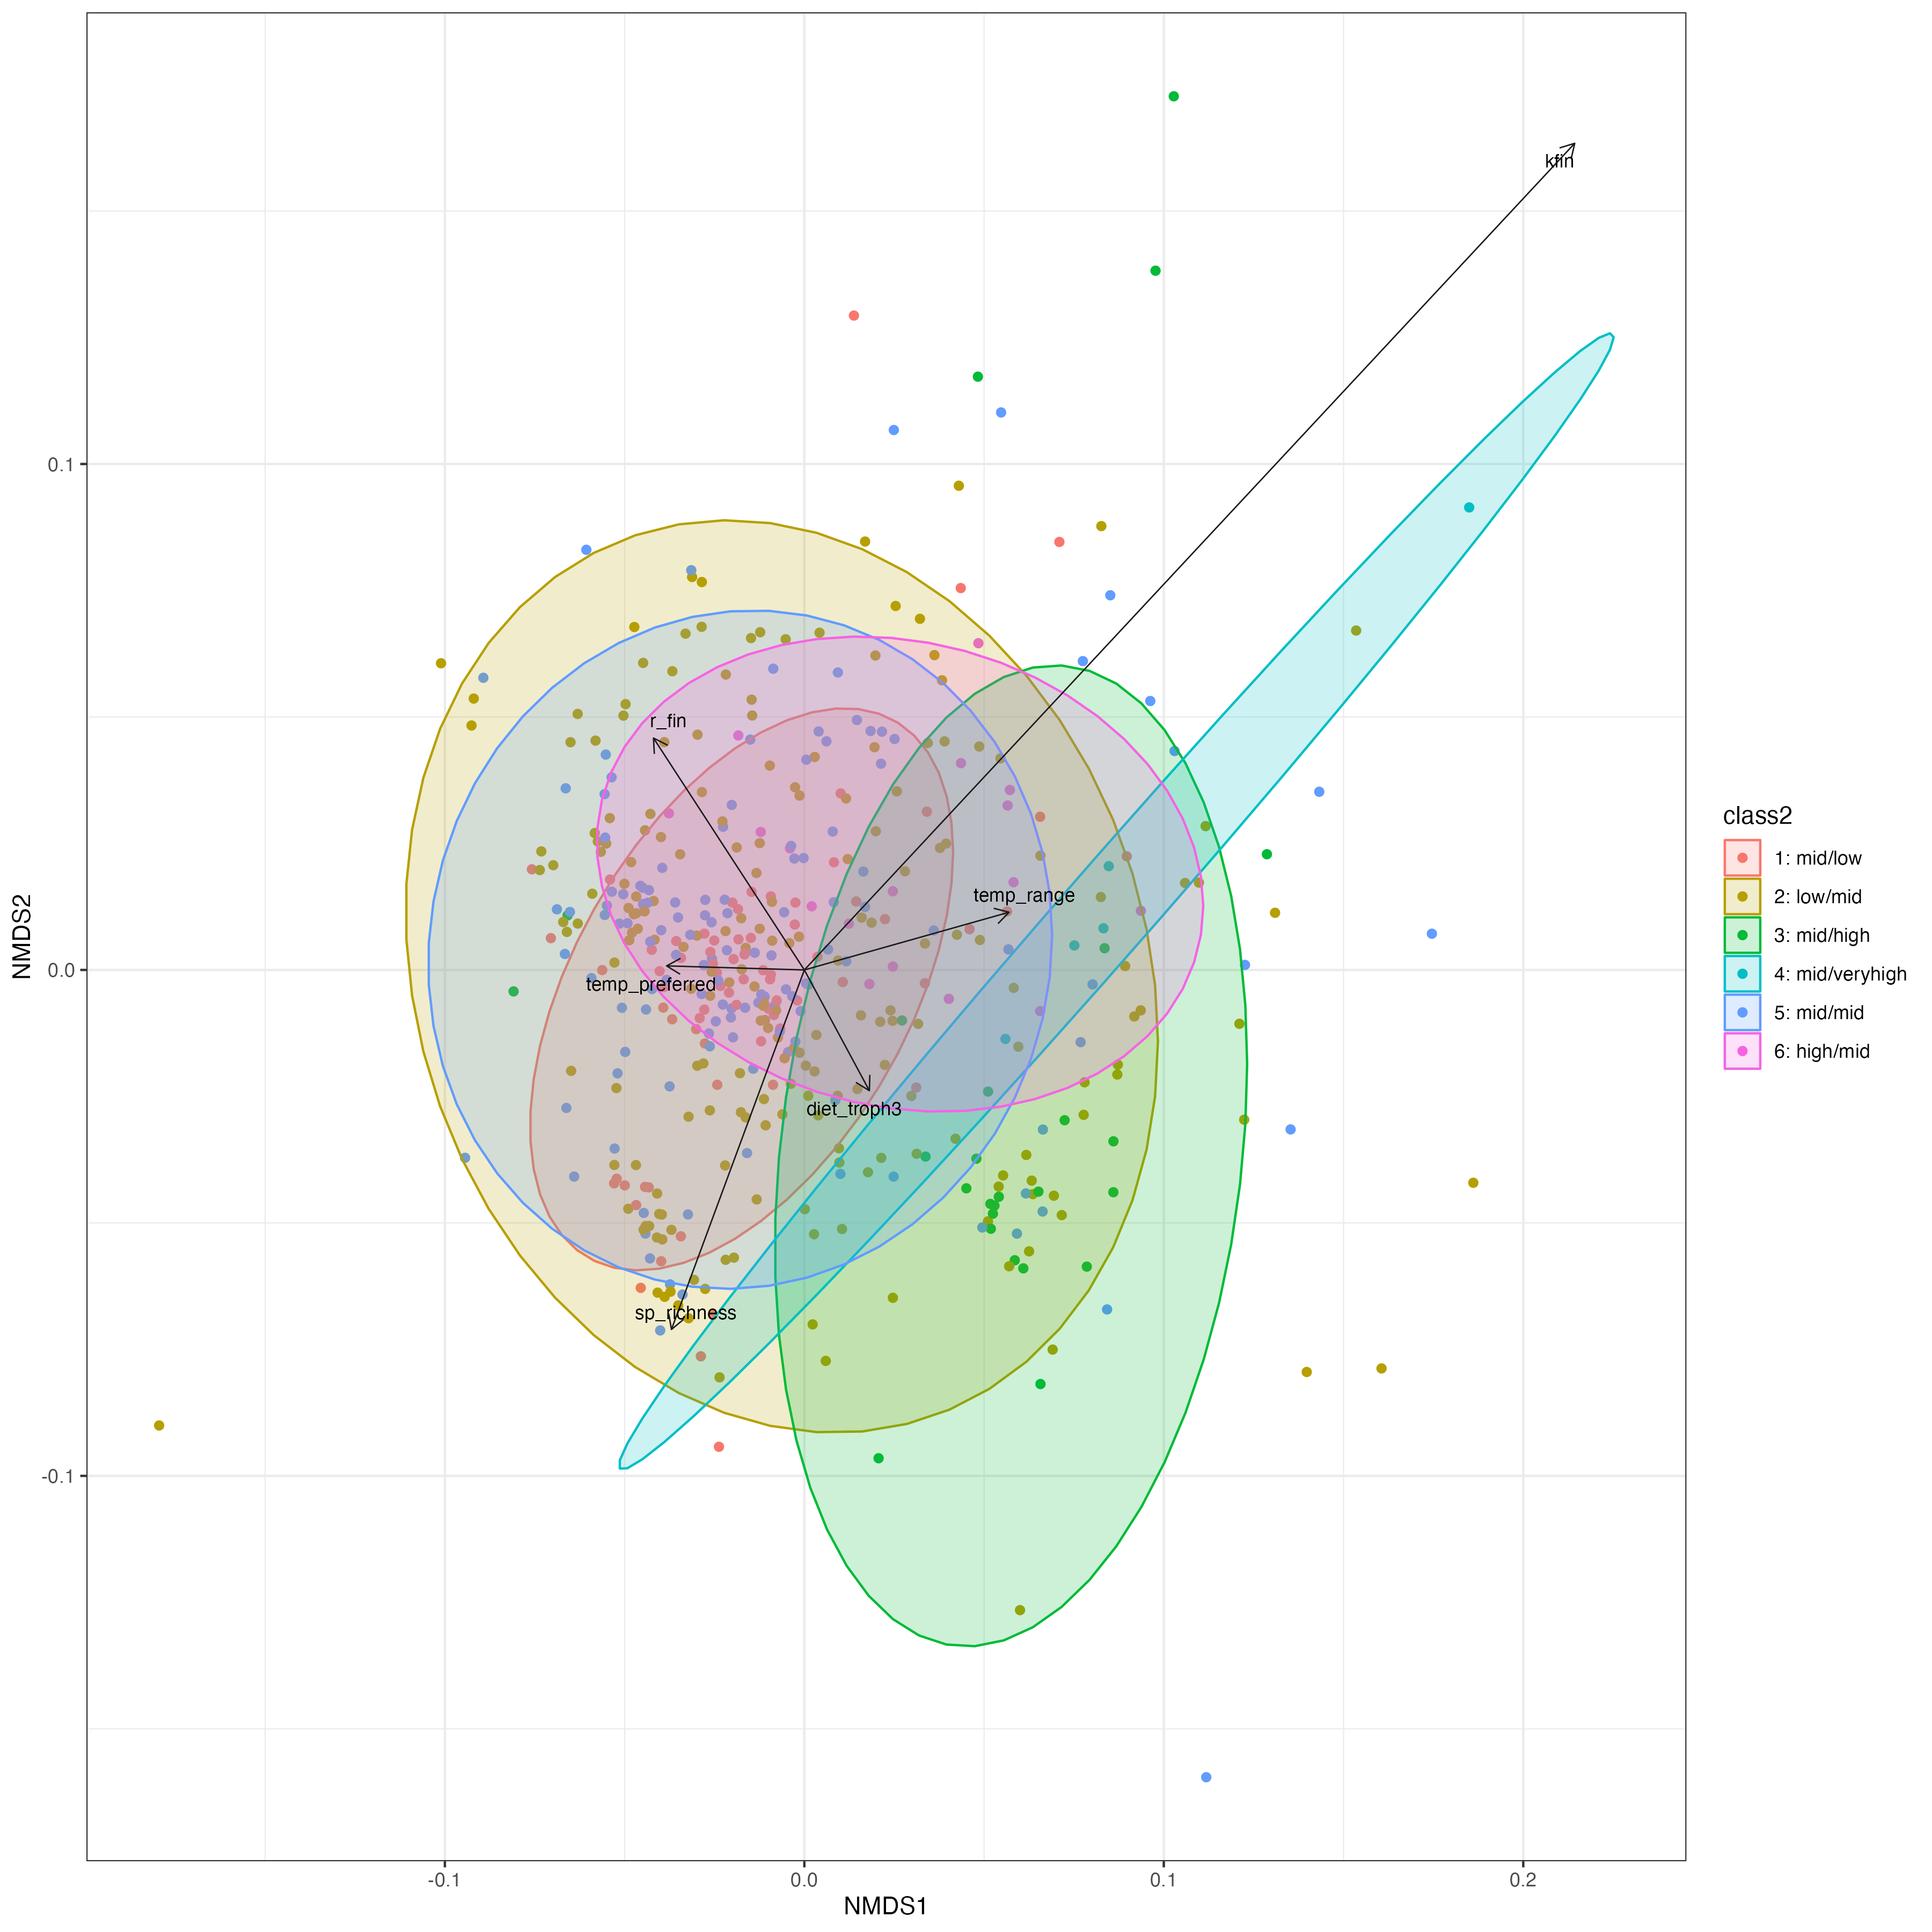 kfin
r_fin
temp_range
temp_preferred
diet_troph3
sp_richness
0.1
0.0
-0.1
-0.1
0.0
0.1
0.2
NMDS1
NMDS2
class2
1: mid/low
2: low/mid
3: mid/high
4: mid/veryhigh
5: mid/mid
6: high/mid